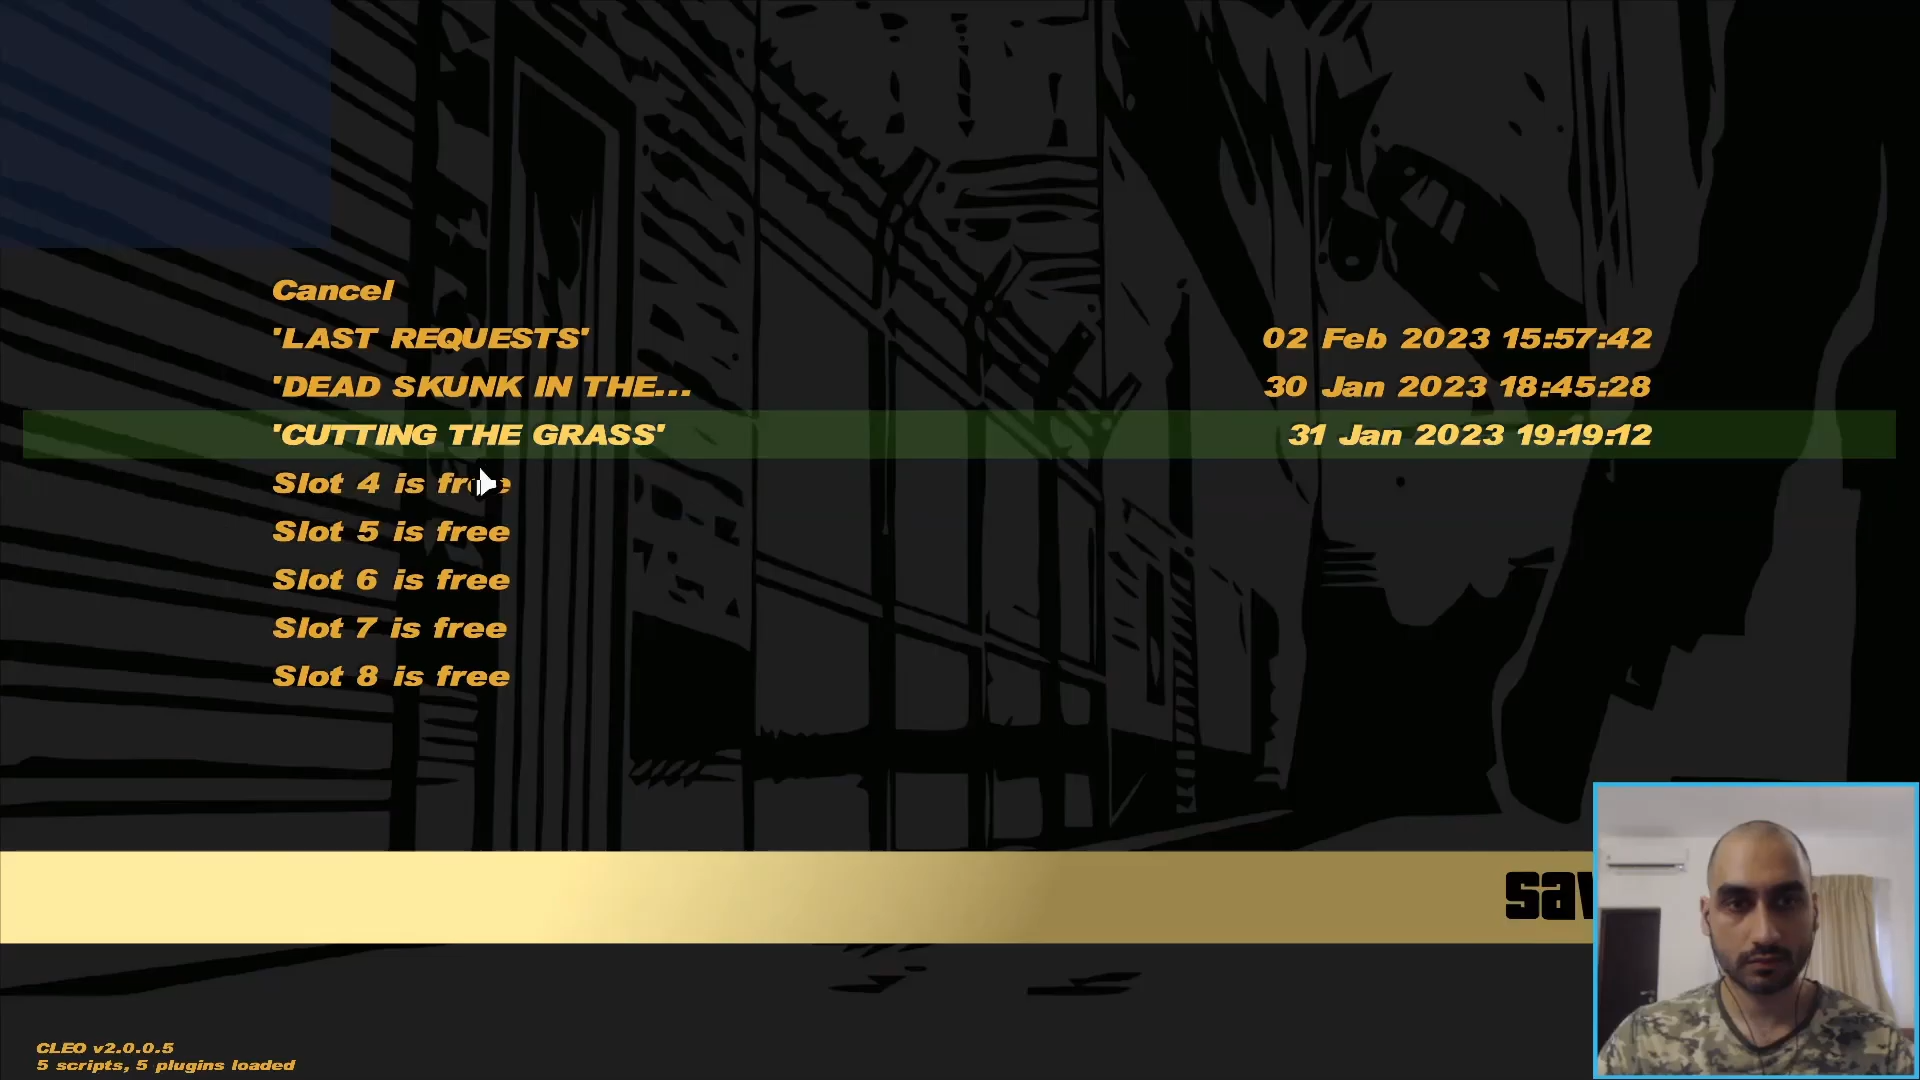 Cancel
'LAST REQUESTS' 02 Feb 2023 15:57:42
'DEAD SKUNK IN THE... 30 Jan 2023 18:45:28
'CUTTING THE GRASS' 31 Jan 2023 19:19:12
Slot 4 is free
Slot 5 is free
Slot 6 is free
Slot 7 is free
Slot 8 is free
CLEO v2.0.0.5
5 scripts, 5 plugins loaded